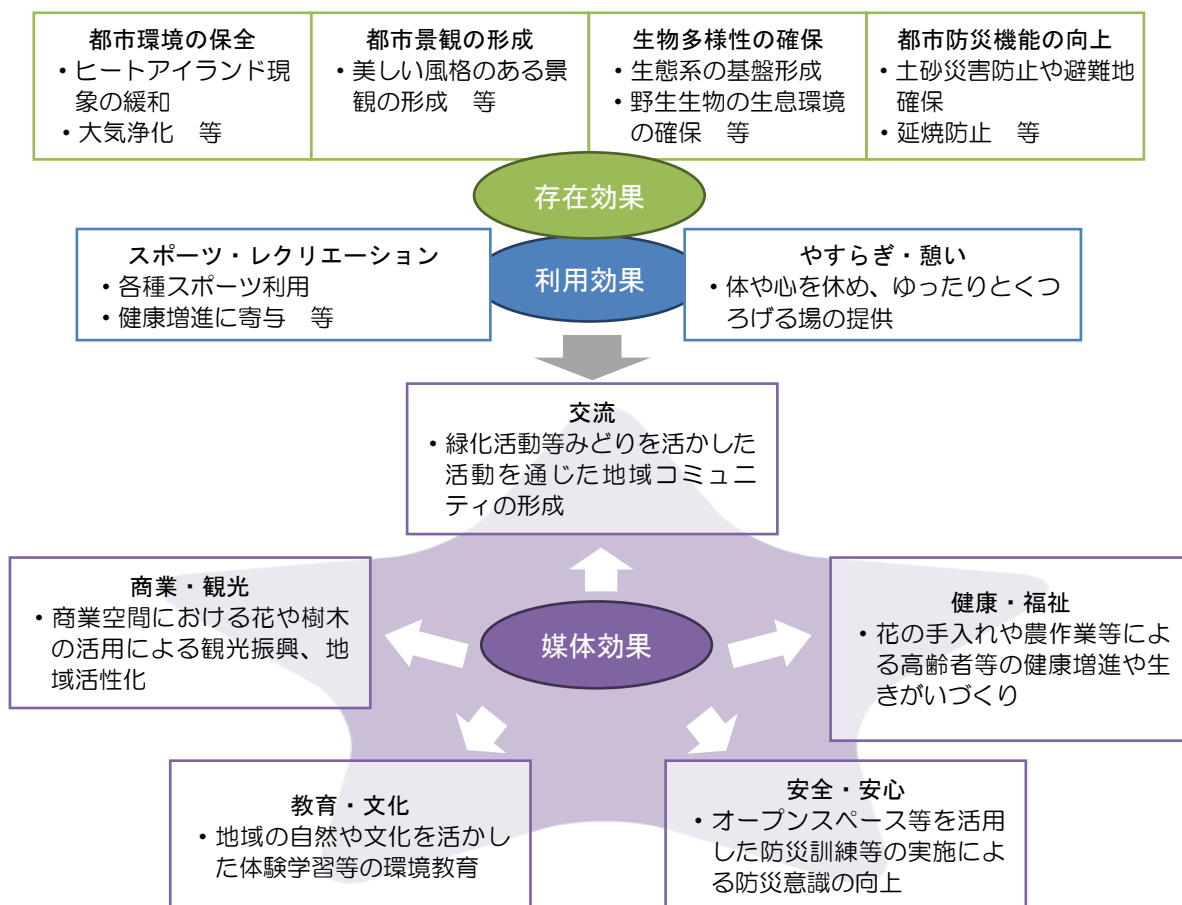 都市環境の保全
・ヒートアイランド現
象の緩和
・大気浄化　等
都市景観の形成
・美しい風格のある景
観の形成　等
生物多様性の確保
・生態系の基盤形成
・野生生物の生息環境
の確保　等
都市防災機能の向上
・土砂災害防止や避難地
確保
・延焼防止　等
存在効果
スポーツ・レクリエーション
・各種スポーツ利用
・健康増進に寄与　等
利用効果
やすらぎ・憩い
・体や心を休め、ゆったりとくつ
ろげる場の提供
交流
・緑化活動等みどりを活かした
活動を通じた地域コミュニ
ティの形成
商業・観光
・商業空間における花や樹木
の活用による観光振興、地
域活性化
媒体効果
健康・福祉
・花の手入れや農作業等によ
る高齢者等の健康増進や生
きがいづくり
教育・文化
・地域の自然や文化を活かし
た体験学習等の環境教育
安全・安心
・オープンスペース等を活用
した防災訓練等の実施によ
る防災意識の向上